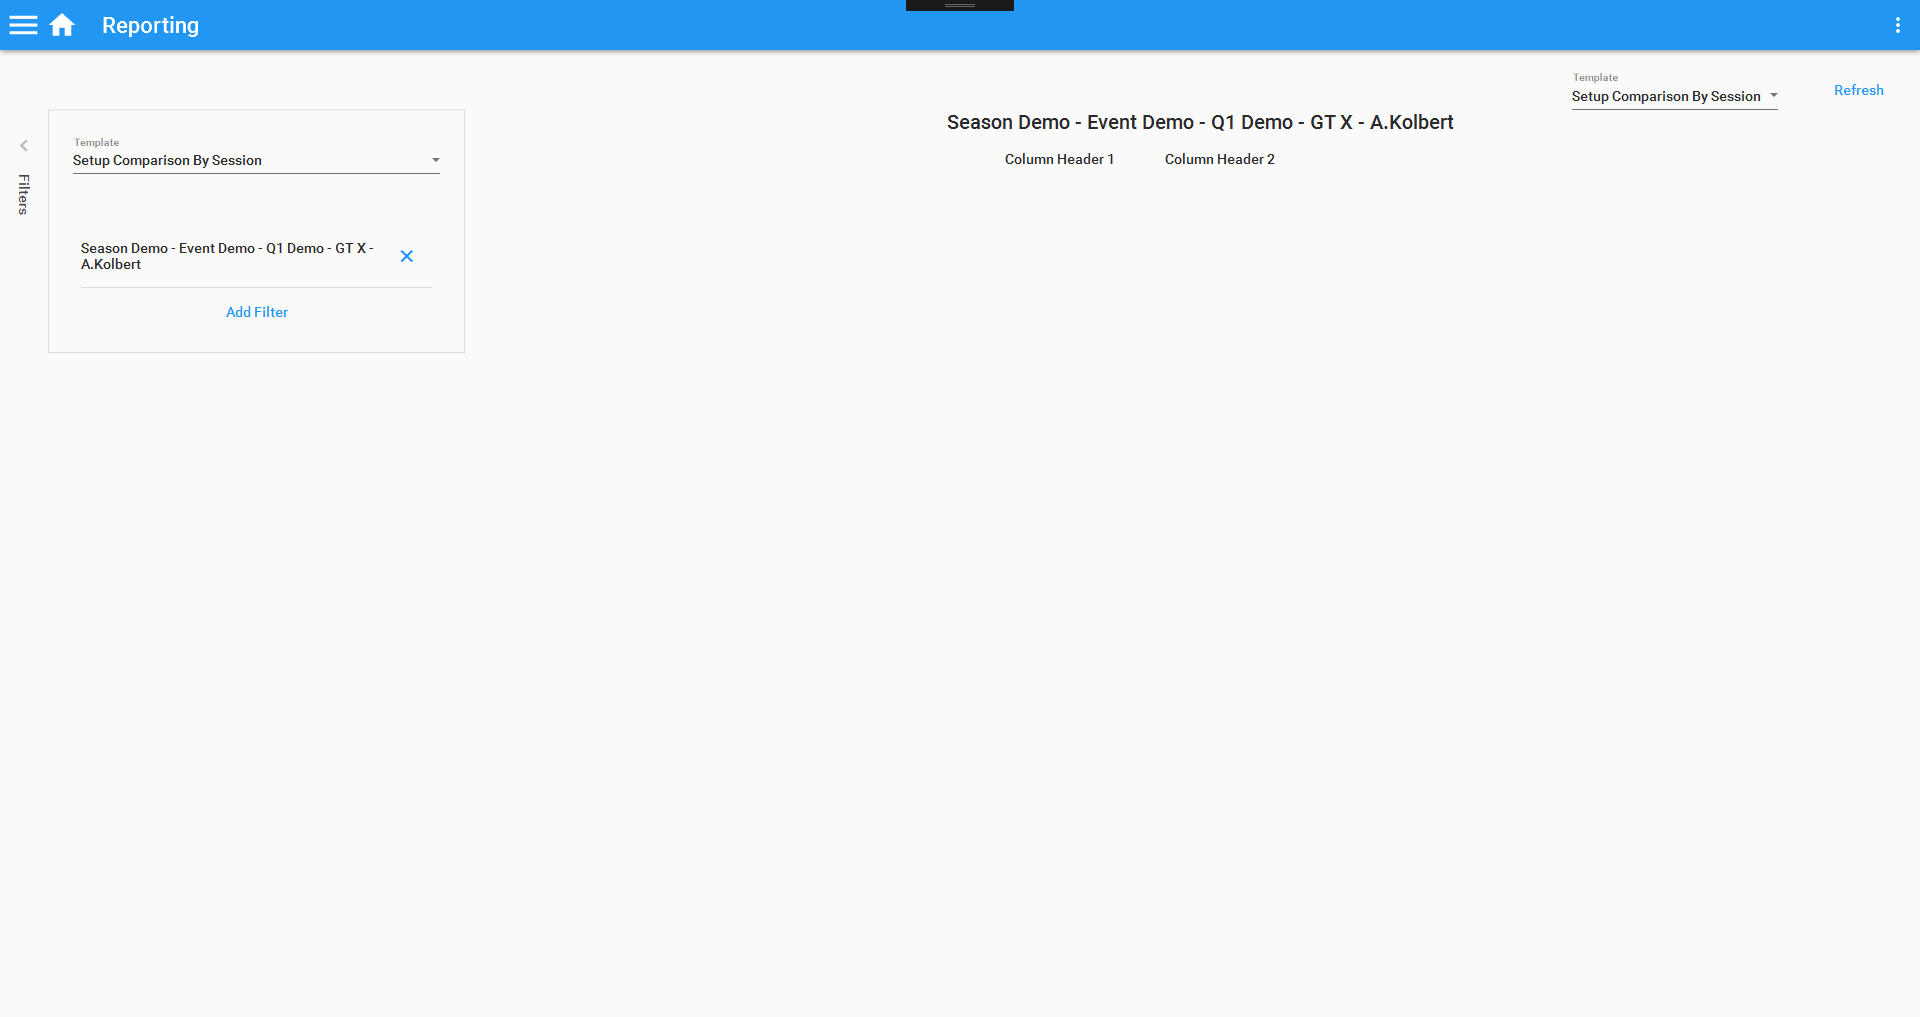 Reporting
Template
Setup Comparison By Session
Refresh
Filters
Template
Setup Comparison By Session
Season Demo - Event Demo - Q1 Demo - GT X -
A.Kolbert
Add Filter
Season Demo - Event Demo - Q1 Demo - GT X - A.Kolbert
Column Header 1
Column Header 2